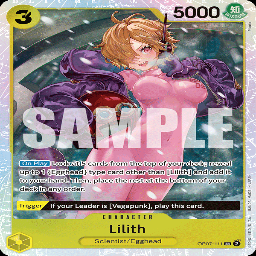 3
5000
知
SAMPLE
On Play Look at 5 cards from the top of your deck; reveal
up to 1 {Egghead} type card other than [Lilith] and add it
to your hand. Then, place the rest at the bottom of your
deck in any order.
Trigger If your Leader is [Vegapunk], play this card.
CHARACTER
Lilith
Scientist/Egghead